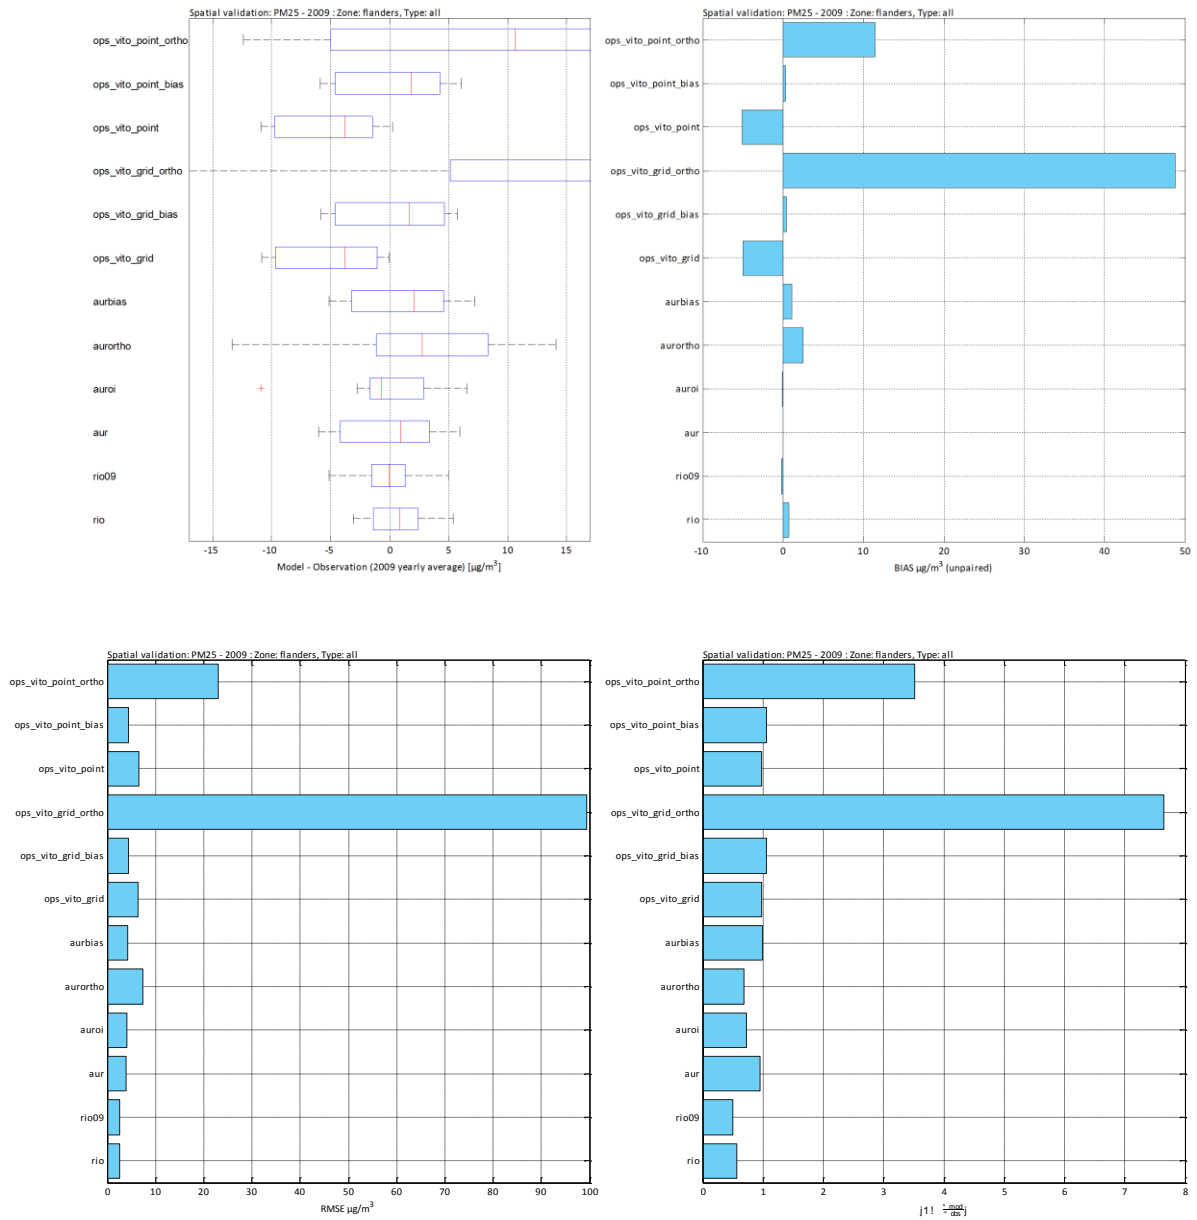 Spatial validation: PM25 - 2009 : Zone: flanders, Type: all
ops_vito_point_ortho
ops_vito_point_bias
ops_vito_point
ops_vito_grid_ortho
ops_vito_grid_bias
ops_vito_grid
aurbias
aurortho
auroi
aur
rio09
rio
-15 -10 -5 0 5 10 15
Model - Observation (2009 yearly average) [µg/m³]
Spatial validation: PM25 - 2009 : Zone: flanders, Type: all
ops_vito_point_ortho
ops_vito_point_bias
ops_vito_point
ops_vito_grid_ortho
ops_vito_grid_bias
ops_vito_grid
aurbias
aurortho
auroi
aur
rio09
rio
-10 0 10 20 30 40 50
BIAS µg/m³ (unpaired)
Spatial validation: PM25 - 2009 : Zone: flanders, Type: all
ops_vito_point_ortho
ops_vito_point_bias
ops_vito_point
ops_vito_grid_ortho
ops_vito_grid_bias
ops_vito_grid
aurbias
aurortho
auroi
aur
rio09
rio
0 10 20 30 40 50 60 70 80 90 100
RMSE µg/m³
Spatial validation: PM25 - 2009 : Zone: flanders, Type: all
ops_vito_point_ortho
ops_vito_point_bias
ops_vito_point
ops_vito_grid_ortho
ops_vito_grid_bias
ops_vito_grid
aurbias
aurortho
auroi
aur
rio09
rio
0 1 2 3 4 5 6 7 8
j1! mod obs j